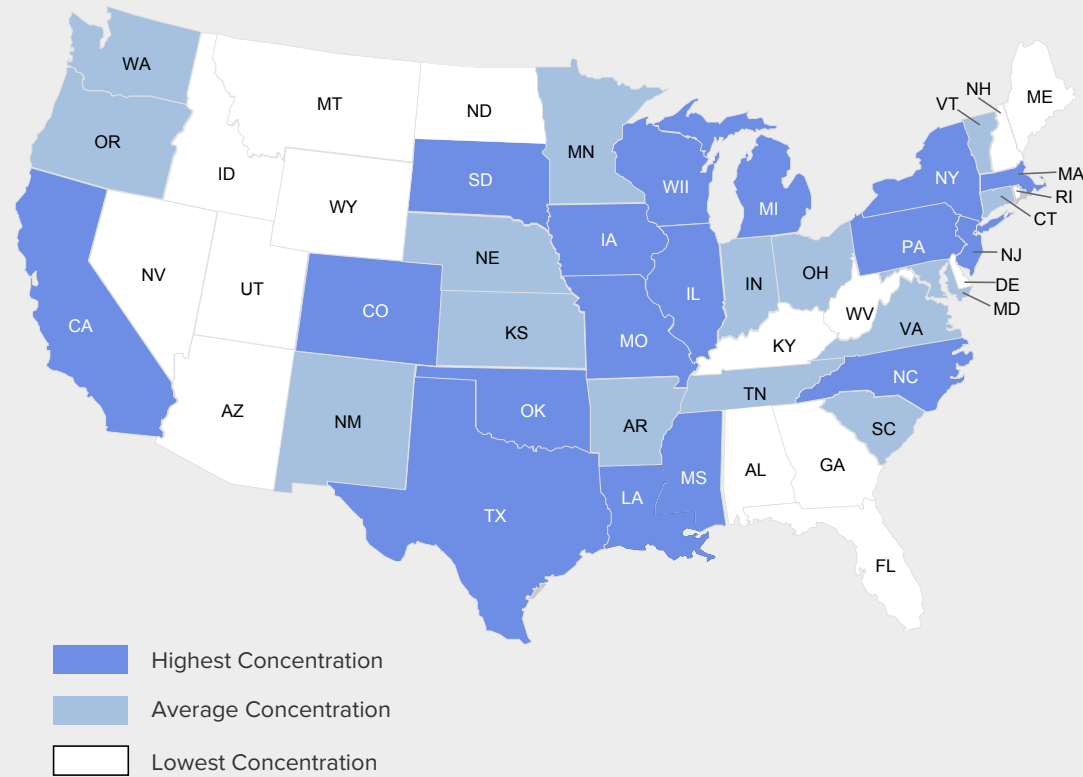 WA
MT
ND
MN
OR
ID
SD
WY
WII
MI
NH
VT
ME
NY
MA
RI
CT
NE
IA
PA
NJ
NV
UT
CO
IL
IN
OH
DE
MD
CA
KS
MO
WV
VA
KY
NC
AZ
NM
OK
AR
TN
SC
TX
LA
MS
AL
GA
FL
Highest Concentration
Average Concentration
Lowest Concentration